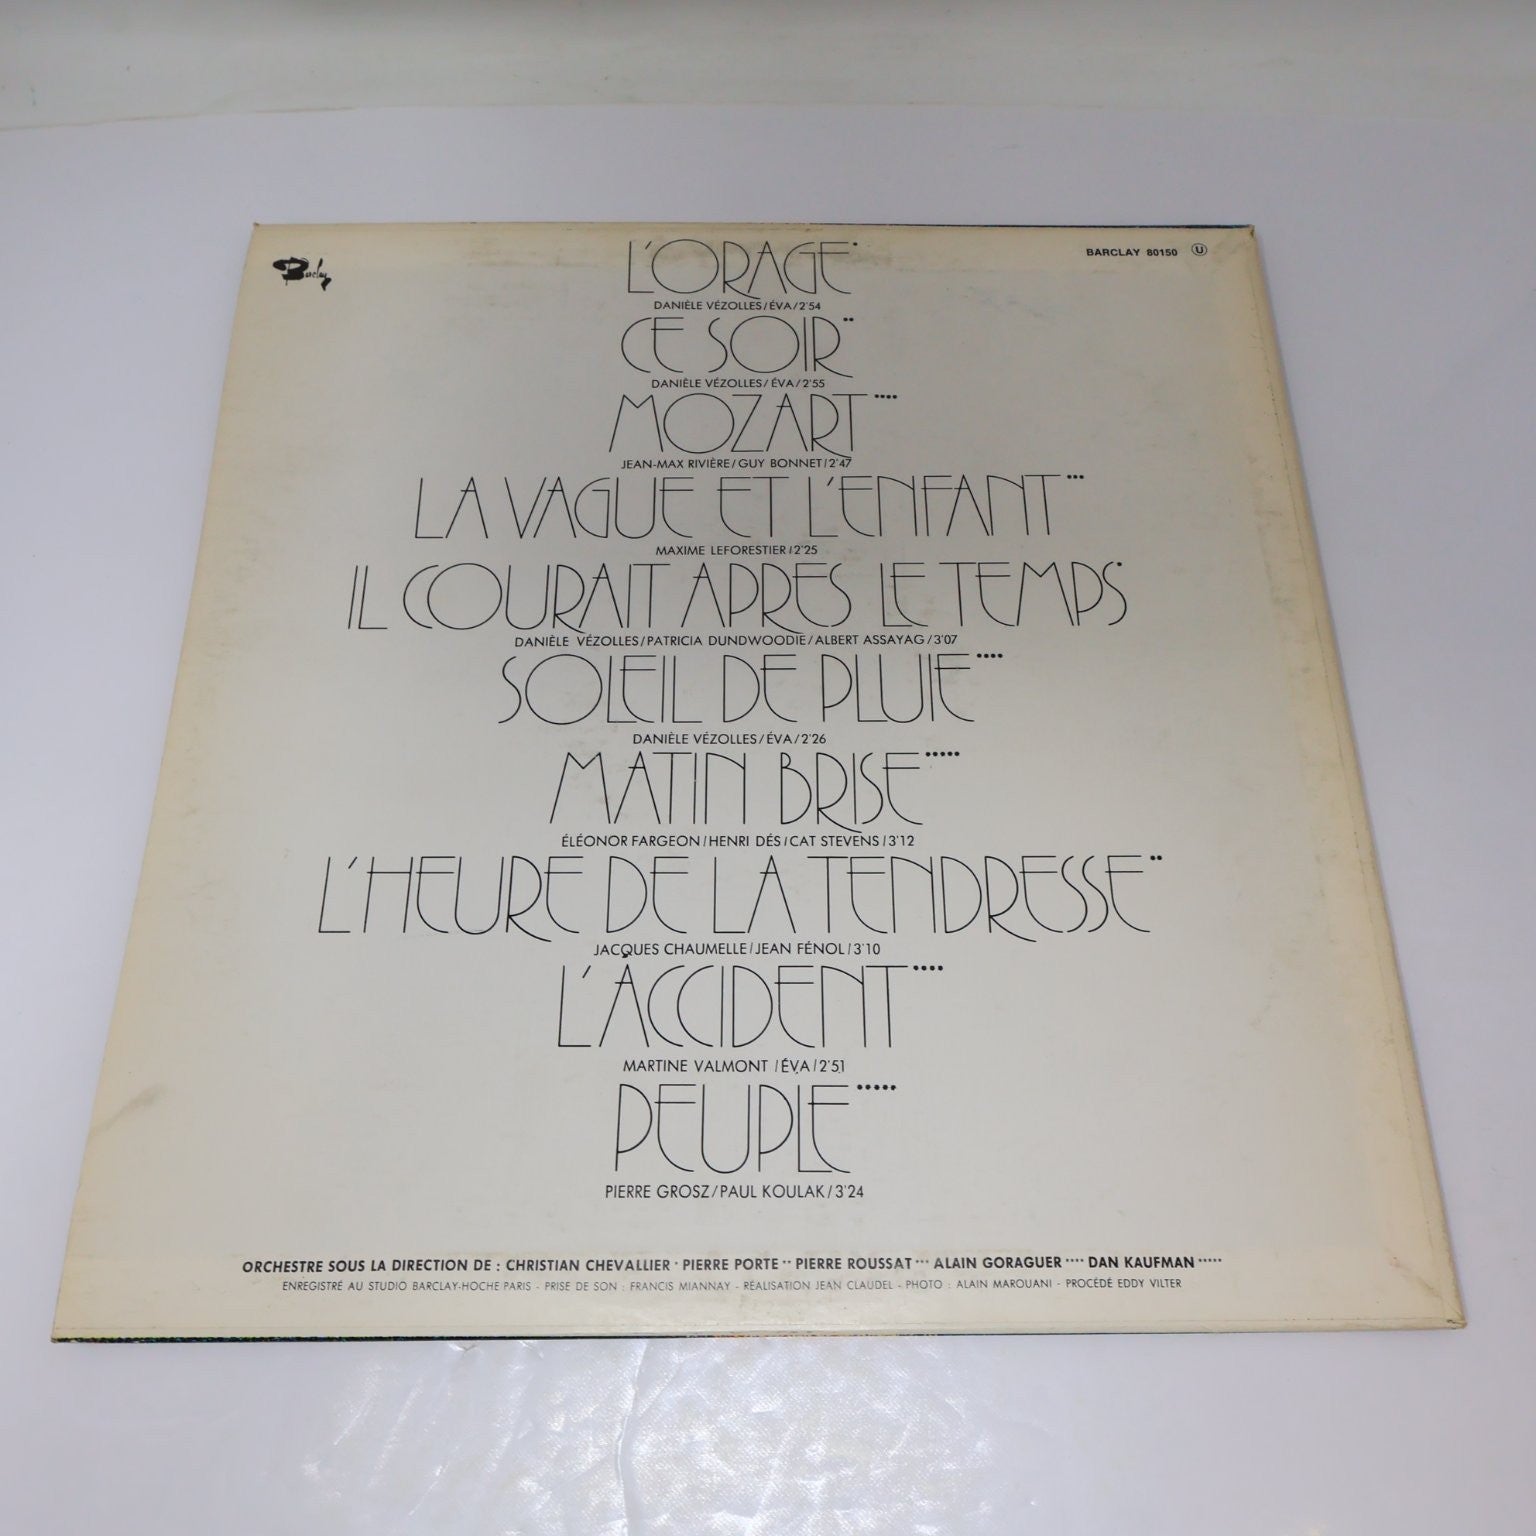 Barclay
BARCLAY 80150 U
L'ORAGE•
DANIÈLE VÉZOLLES/ÉVA/2'54
CE SOIR••
DANIÈLE VÉZOLLES/ÉVA/2'55
MOZART••••
JEAN-MAX RIVIÈRE/GUY BONNET/2'47
LA VAGUE ET L'ENFANT•••
MAXIME LEFORESTIER/2'25
IL COURAIT APRES LE TEMPS•
DANIÈLE VÉZOLLES/PATRICIA DUNDWOODIE/ALBERT ASSAYAG/3'07
SOLEIL DE PLUIE••••
DANIÈLE VÉZOLLES/ÉVA/2'26
MATIN BRISE•••••
ÉLÉONOR FARGEON/HENRI DÉS/CAT STEVENS/3'12
L'HEURE DE LA TENDRESSE••
JACQUES CHAUMELLE/JEAN FÉNOL/3'10
L'ACCIDENT••••
MARTINE VALMONT/ÉVA/2'51
PEUPLE•••••
PIERRE GROSZ/PAUL KOULAK/3'24
ORCHESTRE SOUS LA DIRECTION DE : CHRISTIAN CHEVALLIER • PIERRE PORTE •• PIERRE ROUSSAT ••• ALAIN GORAGUER •••• DAN KAUFMAN •••••
ENREGISTRÉ AU STUDIO BARCLAY-HOCHE/PARIS - PRISE DE SON : FRANCIS MIANNAY - RÉALISATION JEAN CLAUDEL - PHOTO : ALAIN MAROUANI - PROCÉDÉ EDDY VILTER